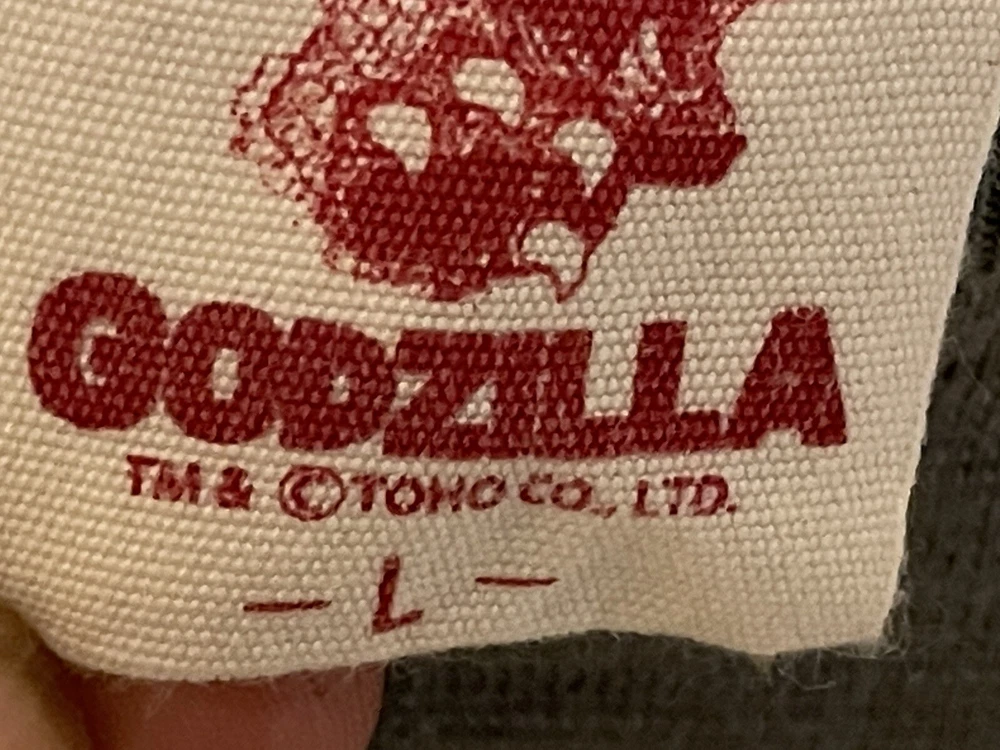 GODZILLA
TM & © TOHO CO., LTD.
— L —